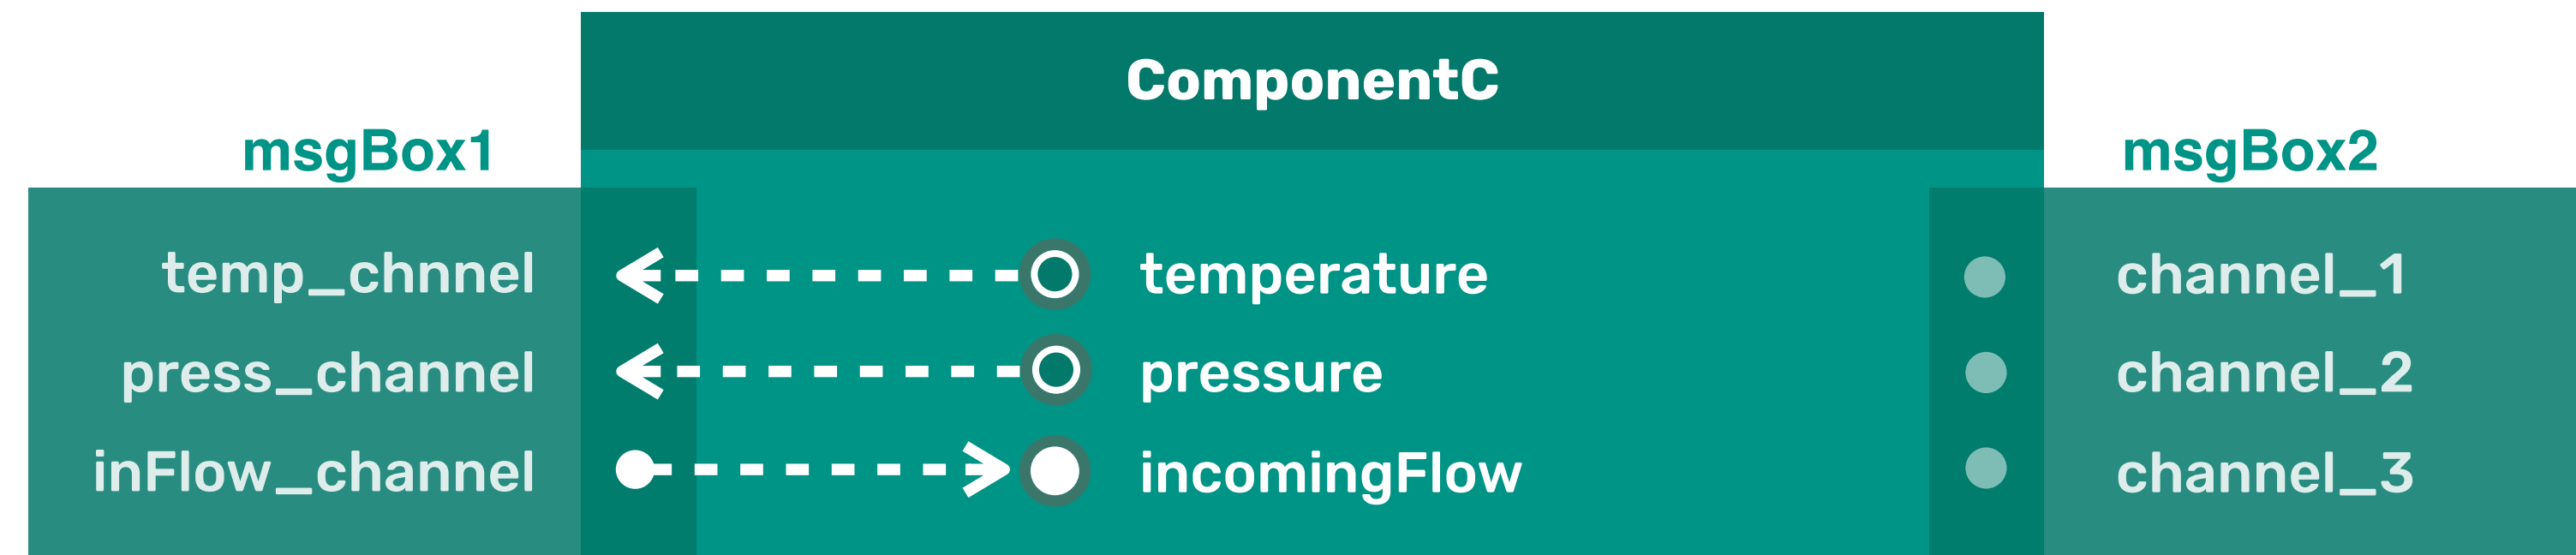 ComponentC
msgBox1
msgBox2
temp_chnnel
temperature
channel_1
press_channel
pressure
channel_2
inFlow_channel
incomingFlow
channel_3